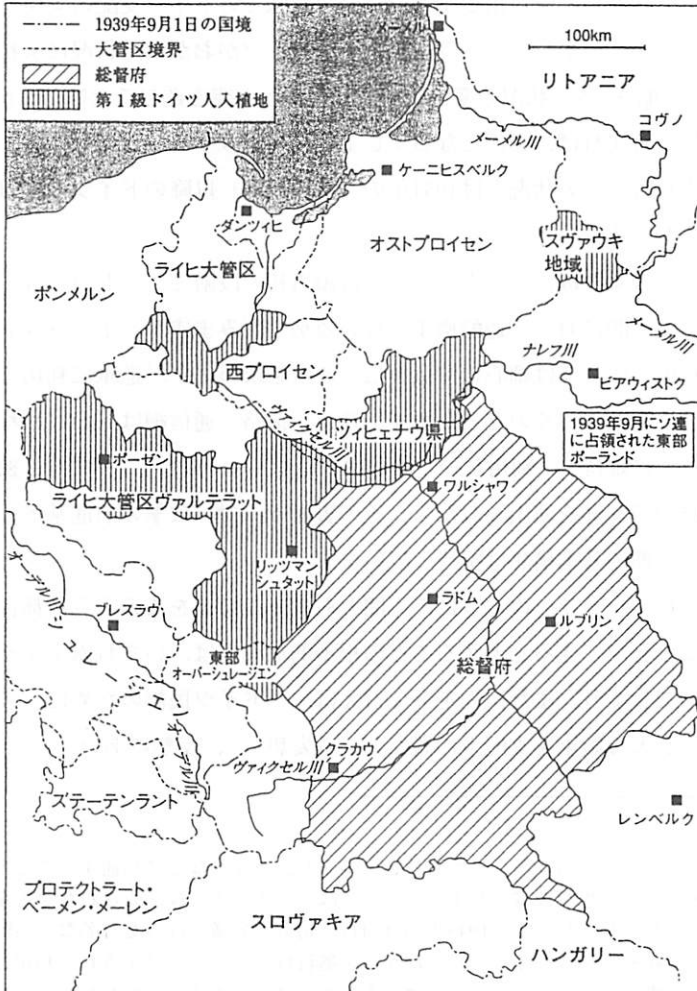 1939年9月1日の国境
大管区境界
総督府
第1級ドイツ人入植地
100km
メーメル
リトアニア
コヴノ
メーメル川
ケーニヒスベルク
ダンツィヒ
オストプロイセン
スヴァウキ
地域
ライヒ大管区
ポンメルン
メーメル川
ナレフ川
西プロイセン
ビアウィストク
ヴァイクセル川
ツィヒェナウ県
1939年9月にソ連
に占領された東部
ポーランド
ポーゼン
ワルシャワ
ライヒ大管区ヴァルテラット
リッツマン
シュタット
オーデル川
ラドム
ブレスラウ
ルブリン
シュレージエン
東部
オーバーシュレージエン
総督府
オーデル川
クラカウ
ヴァイクセル川
ズテーテンラント
レンベルク
プロテクトラート・
ベーメン・メーレン
スロヴァキア
ハンガリー